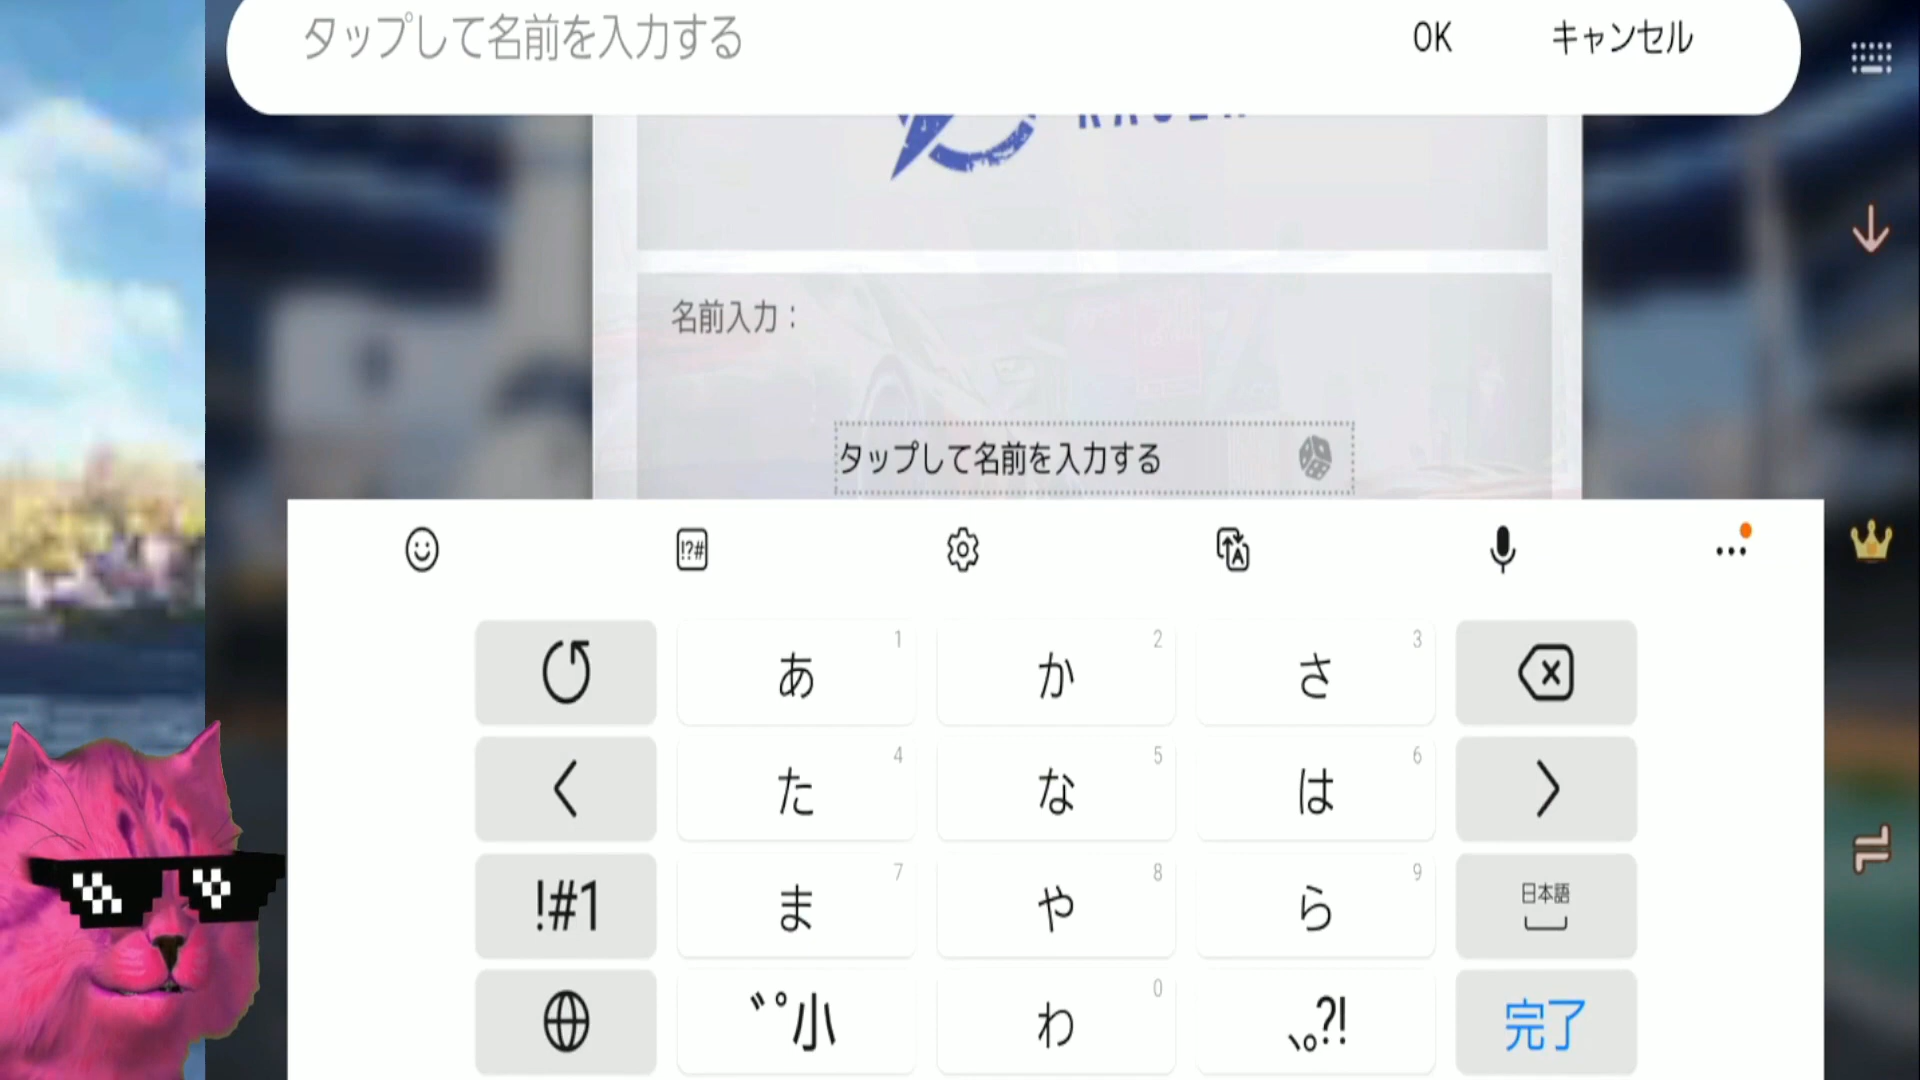 タップして名前を入力する OK キャンセル
名前入力：
タップして名前を入力する
!?# A
あ 1 か 2 さ 3
た 4 な 5 は 6
!#1 ま 7 や 8 ら 9 日本語
゛゜小 わ 0 、。?! 完了